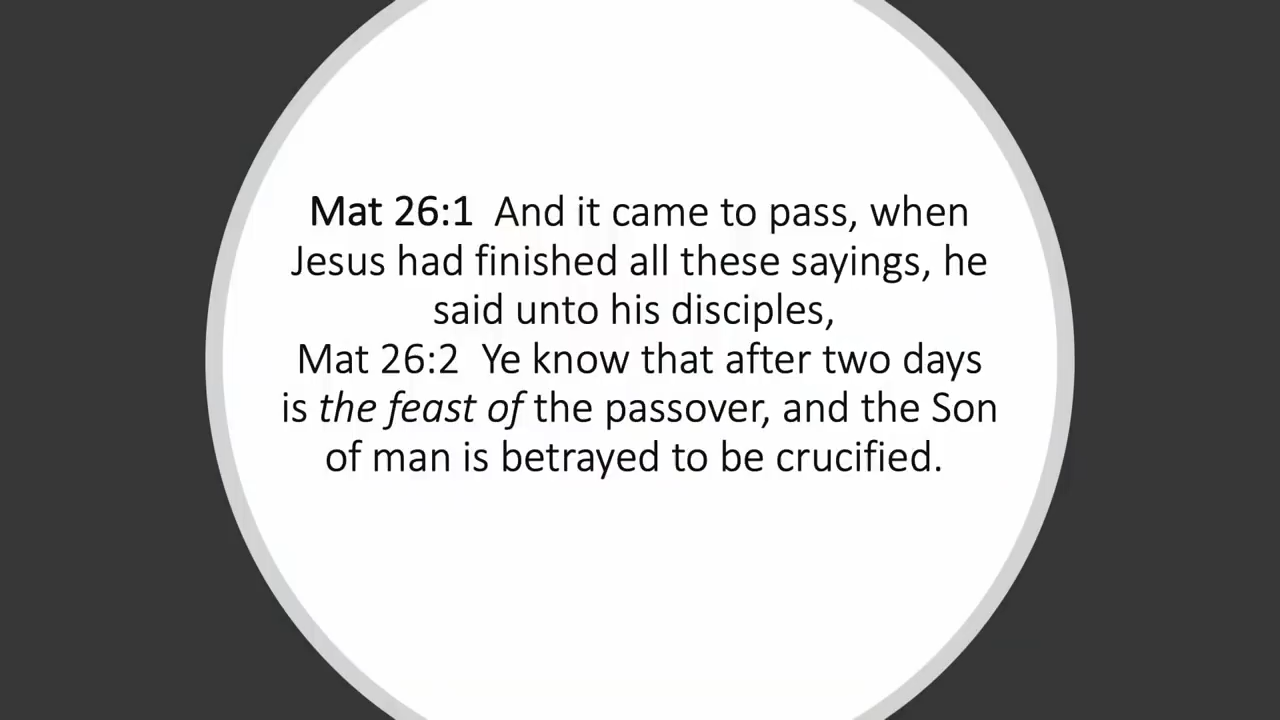 Mat 26:1  And it came to pass, when
Jesus had finished all these sayings, he
said unto his disciples,
Mat 26:2  Ye know that after two days
is the feast of the passover, and the Son
of man is betrayed to be crucified.